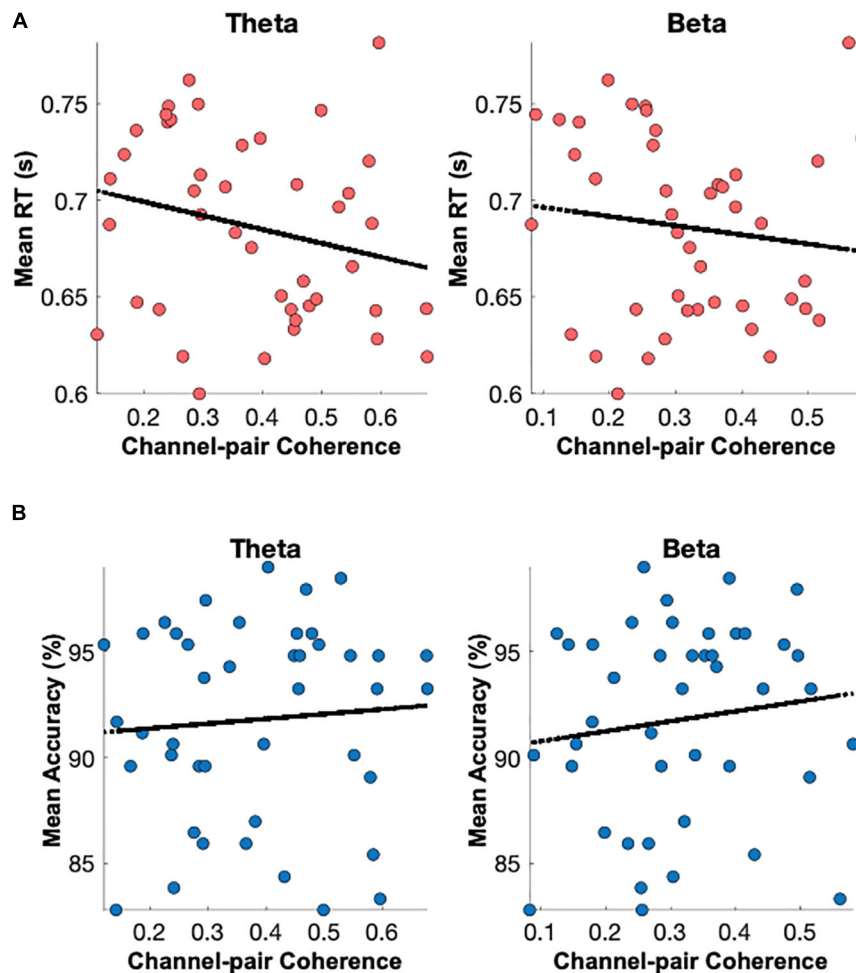 A
Theta
Beta
Mean RT (s)
0.75
0.7
0.65
0.6
0.2 0.3 0.4 0.5 0.6
Channel-pair Coherence
0.75
0.7
0.65
0.6
Mean RT (s)
0.1 0.2 0.3 0.4 0.5
Channel-pair Coherence
B
Theta
Beta
Mean Accuracy (%)
95
90
85
0.2 0.3 0.4 0.5 0.6
Channel-pair Coherence
Mean Accuracy (%)
95
90
85
0.1 0.2 0.3 0.4 0.5
Channel-pair Coherence